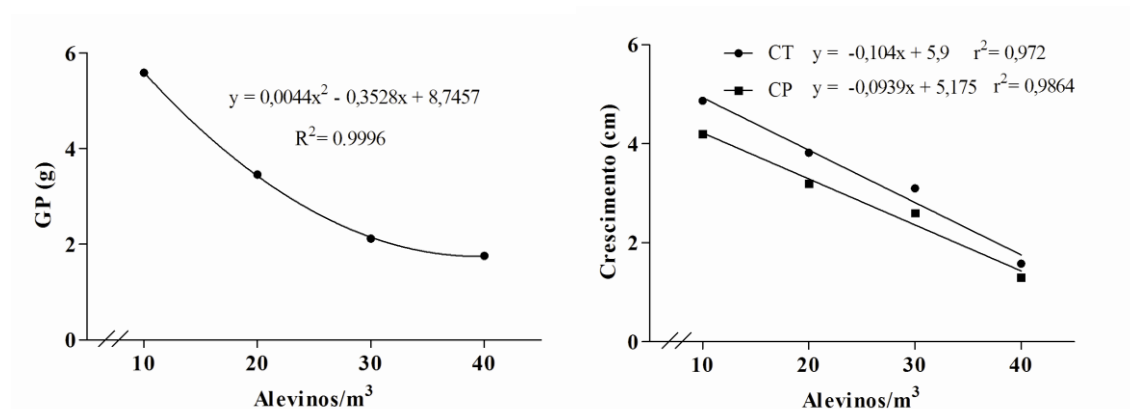 6
4
2
0
GP (g)
y = 0,0044x² - 0,3528x + 8,7457
R²= 0.9996
10 20 30 40
Alevinos/m³
6
4
2
0
Crescimento (cm)
CT y = -0,104x + 5,9 r²= 0,972
CP y = -0,0939x + 5,175 r²= 0,9864
10 20 30 40
Alevinos/m³